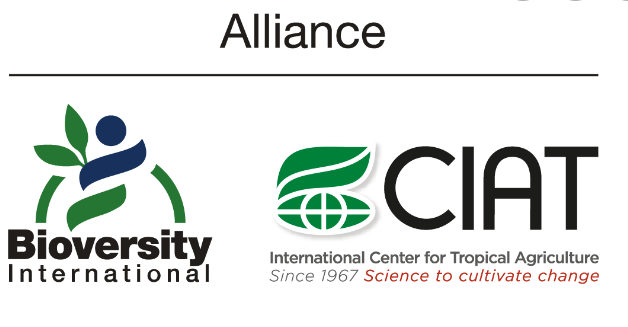 Alliance
Bioversity
International
CIAT
International Center for Tropical Agriculture
Since 1967 Science to cultivate change